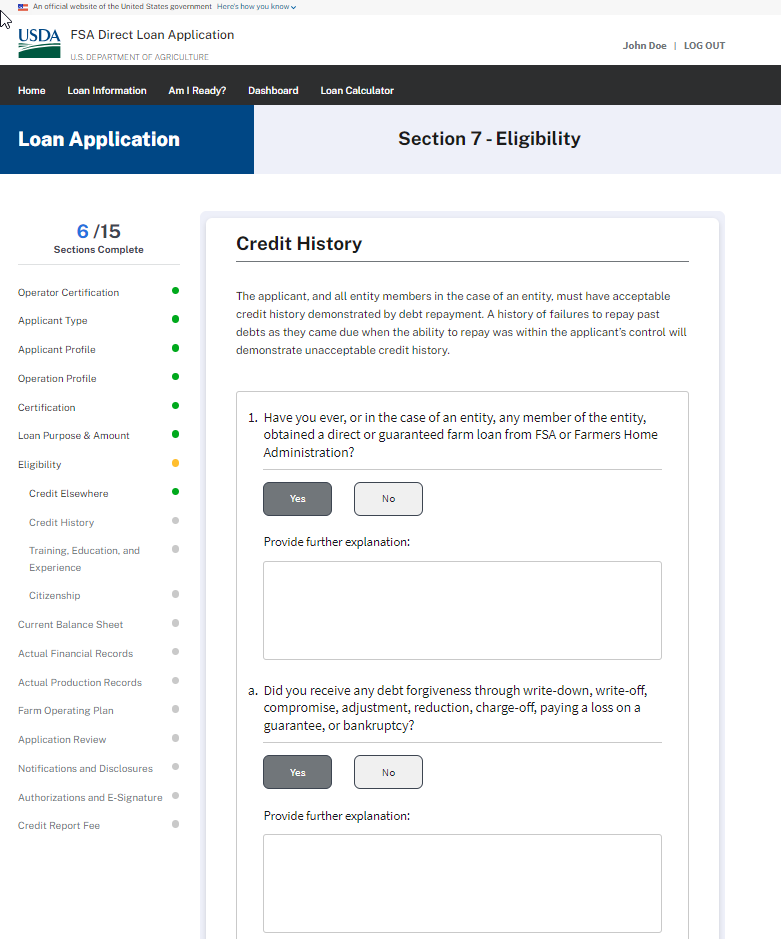 An official website of the United States government Here's how you know
USDA
FSA Direct Loan Application
U.S. DEPARTMENT OF AGRICULTURE
John Doe | LOG OUT
Home Loan Information Am I Ready? Dashboard Loan Calculator
Loan Application
Section 7 - Eligibility
6 /15
Sections Complete
Operator Certification
Applicant Type
Applicant Profile
Operation Profile
Certification
Loan Purpose & Amount
Eligibility
Credit Elsewhere
Credit History
Training, Education, and
Experience
Citizenship
Current Balance Sheet
Actual Financial Records
Actual Production Records
Farm Operating Plan
Application Review
Notifications and Disclosures
Authorizations and E-Signature
Credit Report Fee
Credit History
The applicant, and all entity members in the case of an entity, must have acceptable
credit history demonstrated by debt repayment. A history of failures to repay past
debts as they came due when the ability to repay was within the applicant's control will
demonstrate unacceptable credit history.
1. Have you ever, or in the case of an entity, any member of the entity,
obtained a direct or guaranteed farm loan from FSA or Farmers Home
Administration?
Yes No
Provide further explanation:
a. Did you receive any debt forgiveness through write-down, write-off,
compromise, adjustment, reduction, charge-off, paying a loss on a
guarantee, or bankruptcy?
Yes No
Provide further explanation: